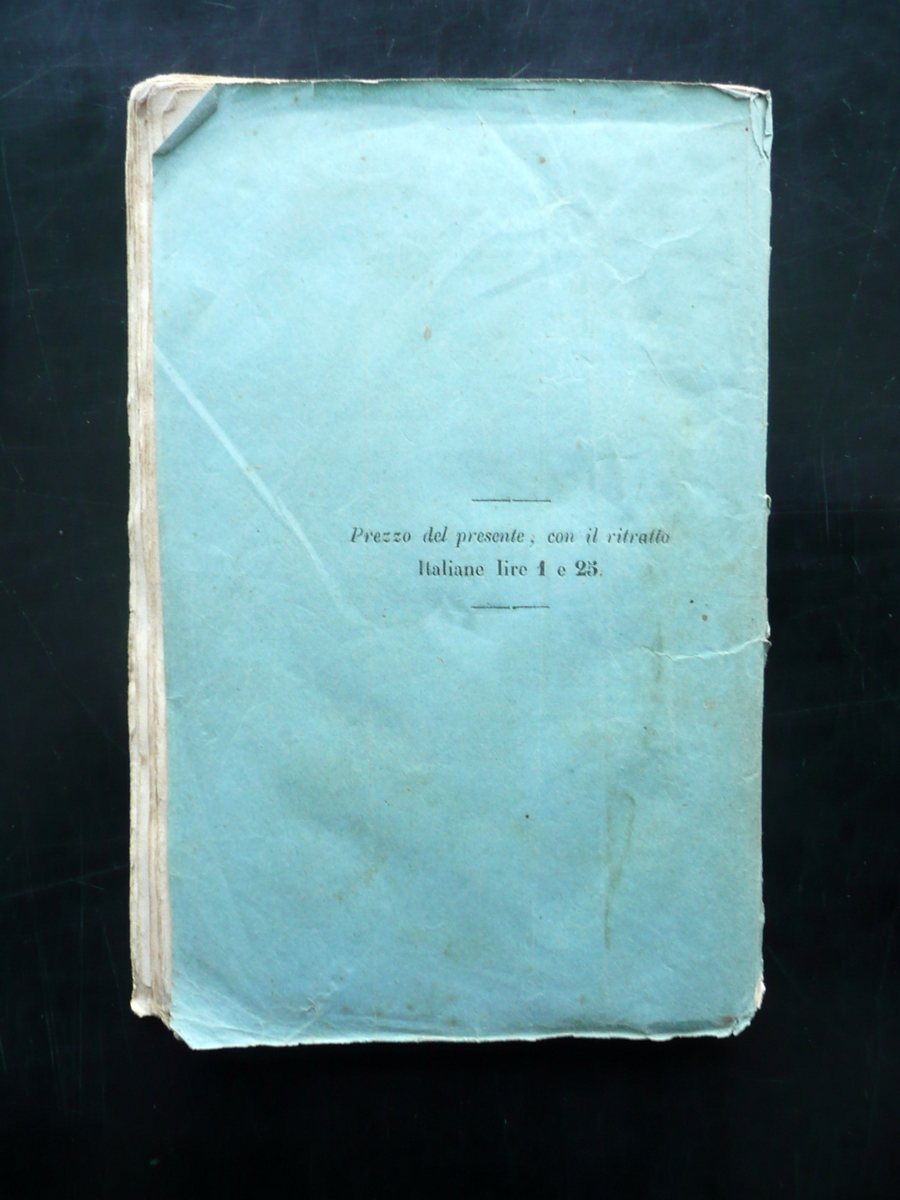 Prezzo del presente, con il ritratto
Italiane lire 1 e 25.